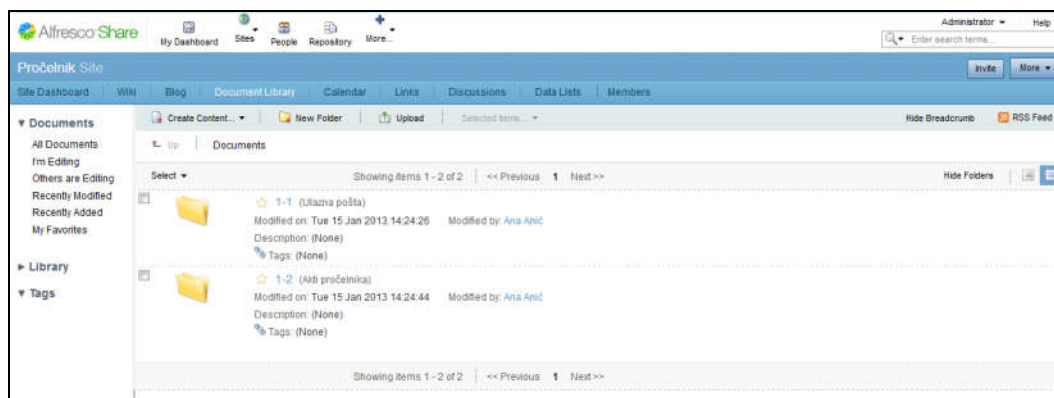 Alfresco Share
My Dashboard Sites People Repository More...
Administrator Help
Enter search terms...
Pročelnik Site
Invite More
Site Dashboard Wiki Blog Document Library Calendar Links Discussions Data Lists Members
Documents
All Documents
I'm Editing
Others are Editing
Recently Modified
Recently Added
My Favorites
Library
Tags
Create Content... New Folder Upload Selected Items... Hide Breadcrumb RSS Feed
Up Documents
Select Showing items 1 - 2 of 2 << Previous 1 Next >> Hide Folders
1-1 (Ulazna pošta)
Modified on: Tue 15 Jan 2013 14:24:26 Modified by: Ana Anić
Description: (None)
Tags: (None)
1-2 (Akti pročelnika)
Modified on: Tue 15 Jan 2013 14:24:44 Modified by: Ana Anić
Description: (None)
Tags: (None)
Showing items 1 - 2 of 2 << Previous 1 Next >>